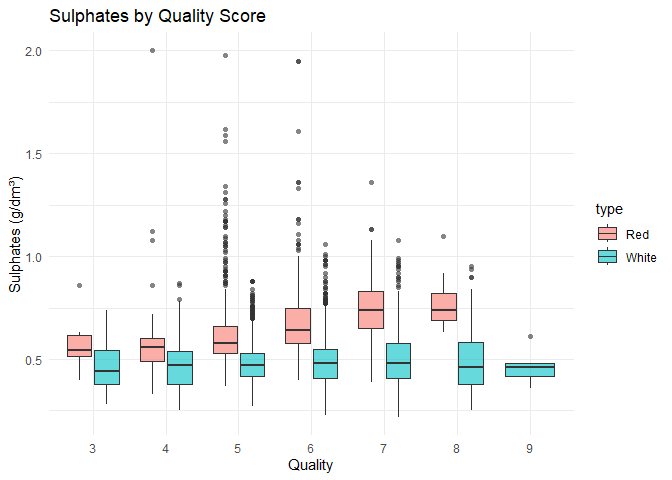 Sulphates by Quality Score
2.0
1.5
1.0
0.5
Sulphates (g/dm³)
3 4 5 6 7 8 9
Quality
type
Red
White